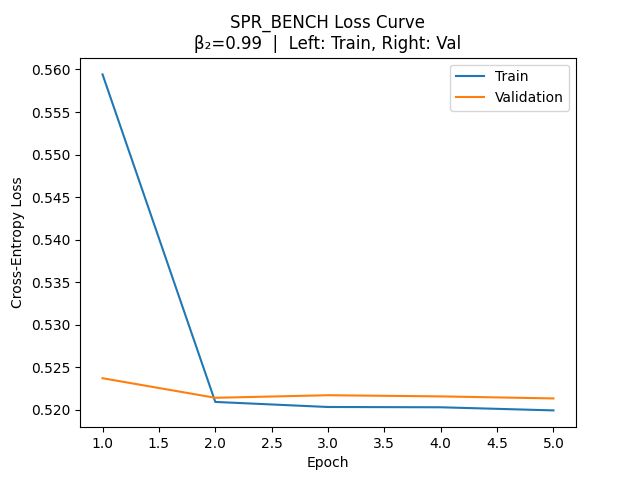 SPR_BENCH Loss Curve
β₂=0.99 | Left: Train, Right: Val
Train
Validation
Cross-Entropy Loss
0.560
0.555
0.550
0.545
0.540
0.535
0.530
0.525
0.520
1.0 1.5 2.0 2.5 3.0 3.5 4.0 4.5 5.0
Epoch